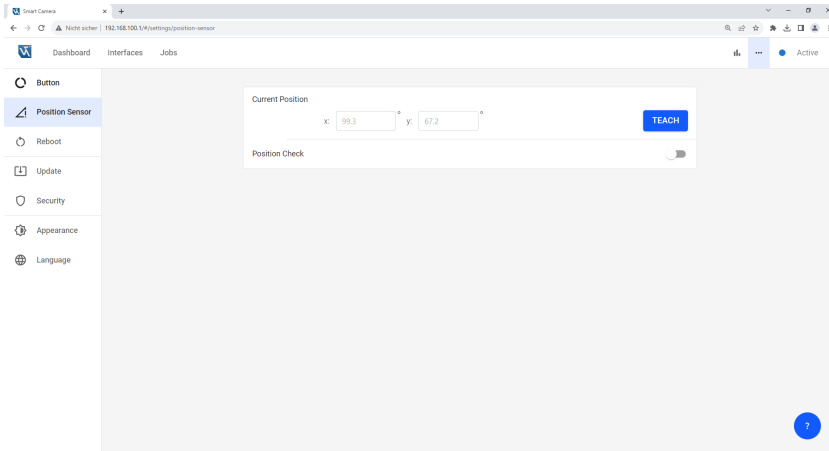 Smart Camera
Nicht sicher | 192.168.100.1/#/settings/position-sensor
Dashboard Interfaces Jobs
Active
Button
Position Sensor
Reboot
Update
Security
Appearance
Language
Current Position
x: 99.3 ° y: 67.2 °
TEACH
Position Check
?